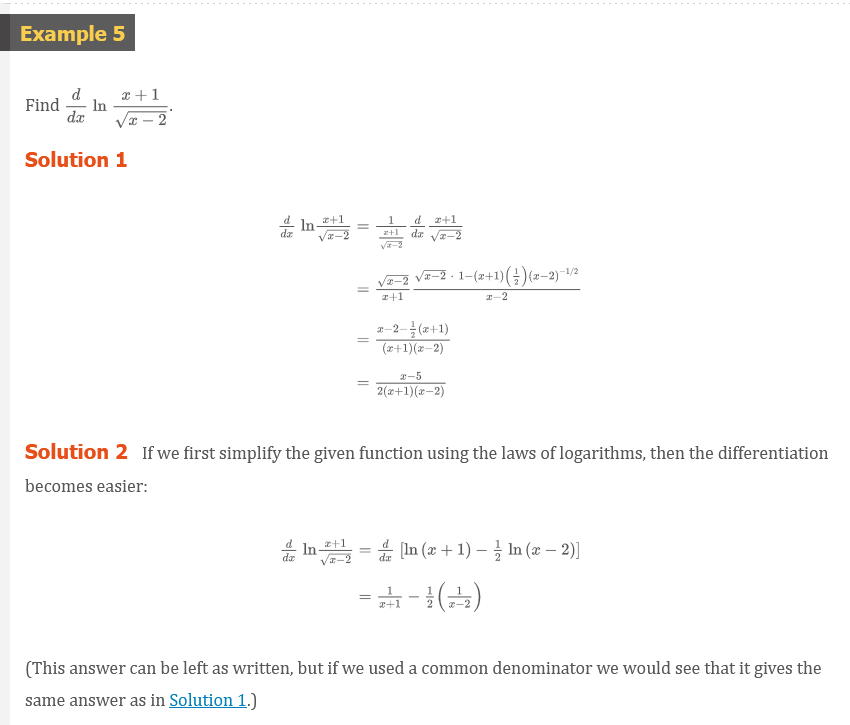 Example 5
Find $\frac{d}{dx} \ln \frac{x+1}{\sqrt{x-2}}$.
Solution 1
$\frac{d}{dx} \ln \frac{x+1}{\sqrt{x-2}} = \frac{1}{\frac{x+1}{\sqrt{x-2}}} \frac{d}{dx} \frac{x+1}{\sqrt{x-2}}$
$= \frac{\sqrt{x-2}}{x+1} \frac{\sqrt{x-2} \cdot 1-(x+1)\left(\frac{1}{2}\right)(x-2)^{-1/2}}{x-2}$
$= \frac{x-2-\frac{1}{2}(x+1)}{(x+1)(x-2)}$
$= \frac{x-5}{2(x+1)(x-2)}$
Solution 2 If we first simplify the given function using the laws of logarithms, then the differentiation
becomes easier:
$\frac{d}{dx} \ln \frac{x+1}{\sqrt{x-2}} = \frac{d}{dx} [\ln (x+1) - \frac{1}{2} \ln (x-2)]$
$= \frac{1}{x+1} - \frac{1}{2}\left(\frac{1}{x-2}\right)$
(This answer can be left as written, but if we used a common denominator we would see that it gives the
same answer as in Solution 1.)